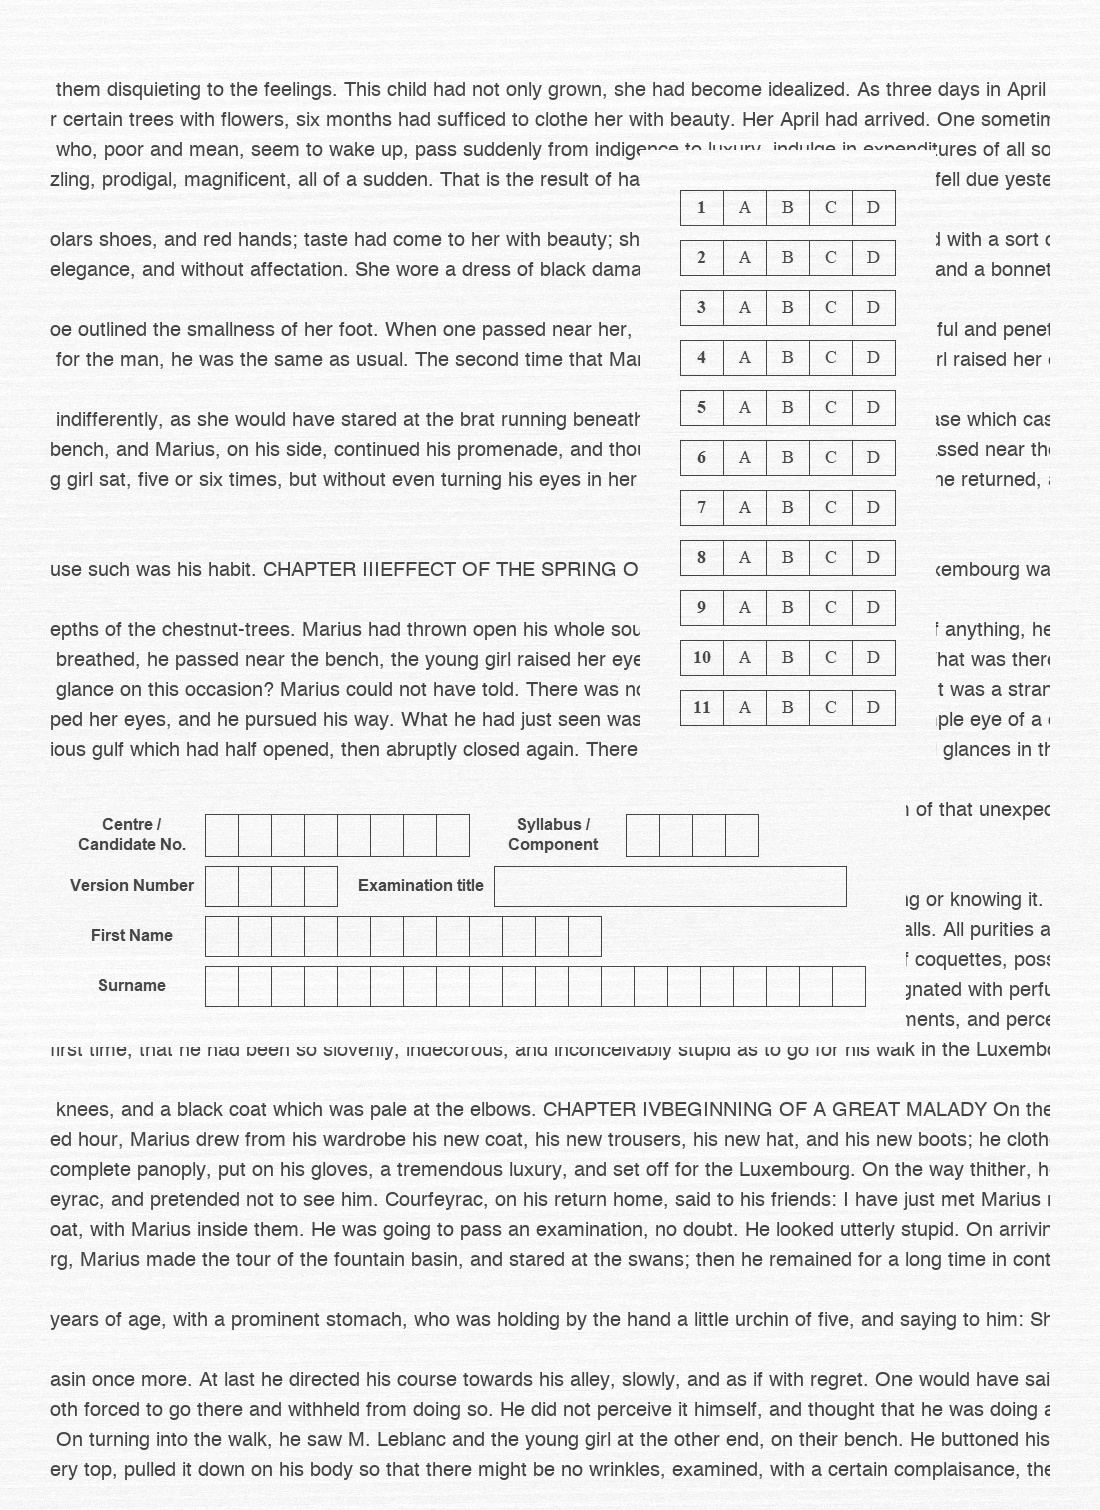 them disquieting to the feelings. This child had not only grown, she had become idealized. As three days in April
r certain trees with flowers, six months had sufficed to clothe her with beauty. Her April had arrived. One sometim
who, poor and mean, seem to wake up, pass suddenly from indigence to luxury, indulge in expenditures of all so
zling, prodigal, magnificent, all of a sudden. That is the result of ha fell due yeste
1 A B C D
olars shoes, and red hands; taste had come to her with beauty; sh d with a sort
2 A B C D
elegance, and without affectation. She wore a dress of black dama and a bonnet
3 A B C D
oe outlined the smallness of her foot. When one passed near her, ful and penet
4 A B C D
for the man, he was the same as usual. The second time that Mar rl raised her
5 A B C D
indifferently, as she would have stared at the brat running beneath ase which cas
bench, and Marius, on his side, continued his promenade, and thou ssed near the
6 A B C D
g girl sat, five or six times, but without even turning his eyes in her he returned,
7 A B C D
8 A B C D
use such was his habit. CHAPTER IIIEFFECT OF THE SPRING O xembourg wa
9 A B C D
epths of the chestnut-trees. Marius had thrown open his whole sou f anything, he
10 A B C D
breathed, he passed near the bench, the young girl raised her eye hat was there
glance on this occasion? Marius could not have told. There was no t was a stran
11 A B C D
ped her eyes, and he pursued his way. What he had just seen was ple eye of a
ious gulf which had half opened, then abruptly closed again. There glances in th
of that unexpec
Centre / Candidate No. Syllabus / Component
Version Number Examination title
ng or knowing it.
First Name
alls. All purities a
f coquettes, poss
Surname
gnated with perfu
ments, and perce
first time, that he had been so slovenly, indecorous, and inconceivably stupid as to go for his walk in the Luxembo
knees, and a black coat which was pale at the elbows. CHAPTER IVBEGINNING OF A GREAT MALADY On the
ed hour, Marius drew from his wardrobe his new coat, his new trousers, his new hat, and his new boots; he cloth
complete panoply, put on his gloves, a tremendous luxury, and set off for the Luxembourg. On the way thither, h
eyrac, and pretended not to see him. Courfeyrac, on his return home, said to his friends: I have just met Marius
oat, with Marius inside them. He was going to pass an examination, no doubt. He looked utterly stupid. On arrivin
rg, Marius made the tour of the fountain basin, and stared at the swans; then he remained for a long time in cont
years of age, with a prominent stomach, who was holding by the hand a little urchin of five, and saying to him: Sh
asin once more. At last he directed his course towards his alley, slowly, and as if with regret. One would have sai
oth forced to go there and withheld from doing so. He did not perceive it himself, and thought that he was doing a
On turning into the walk, he saw M. Leblanc and the young girl at the other end, on their bench. He buttoned his
ery top, pulled it down on his body so that there might be no wrinkles, examined, with a certain complaisance, the